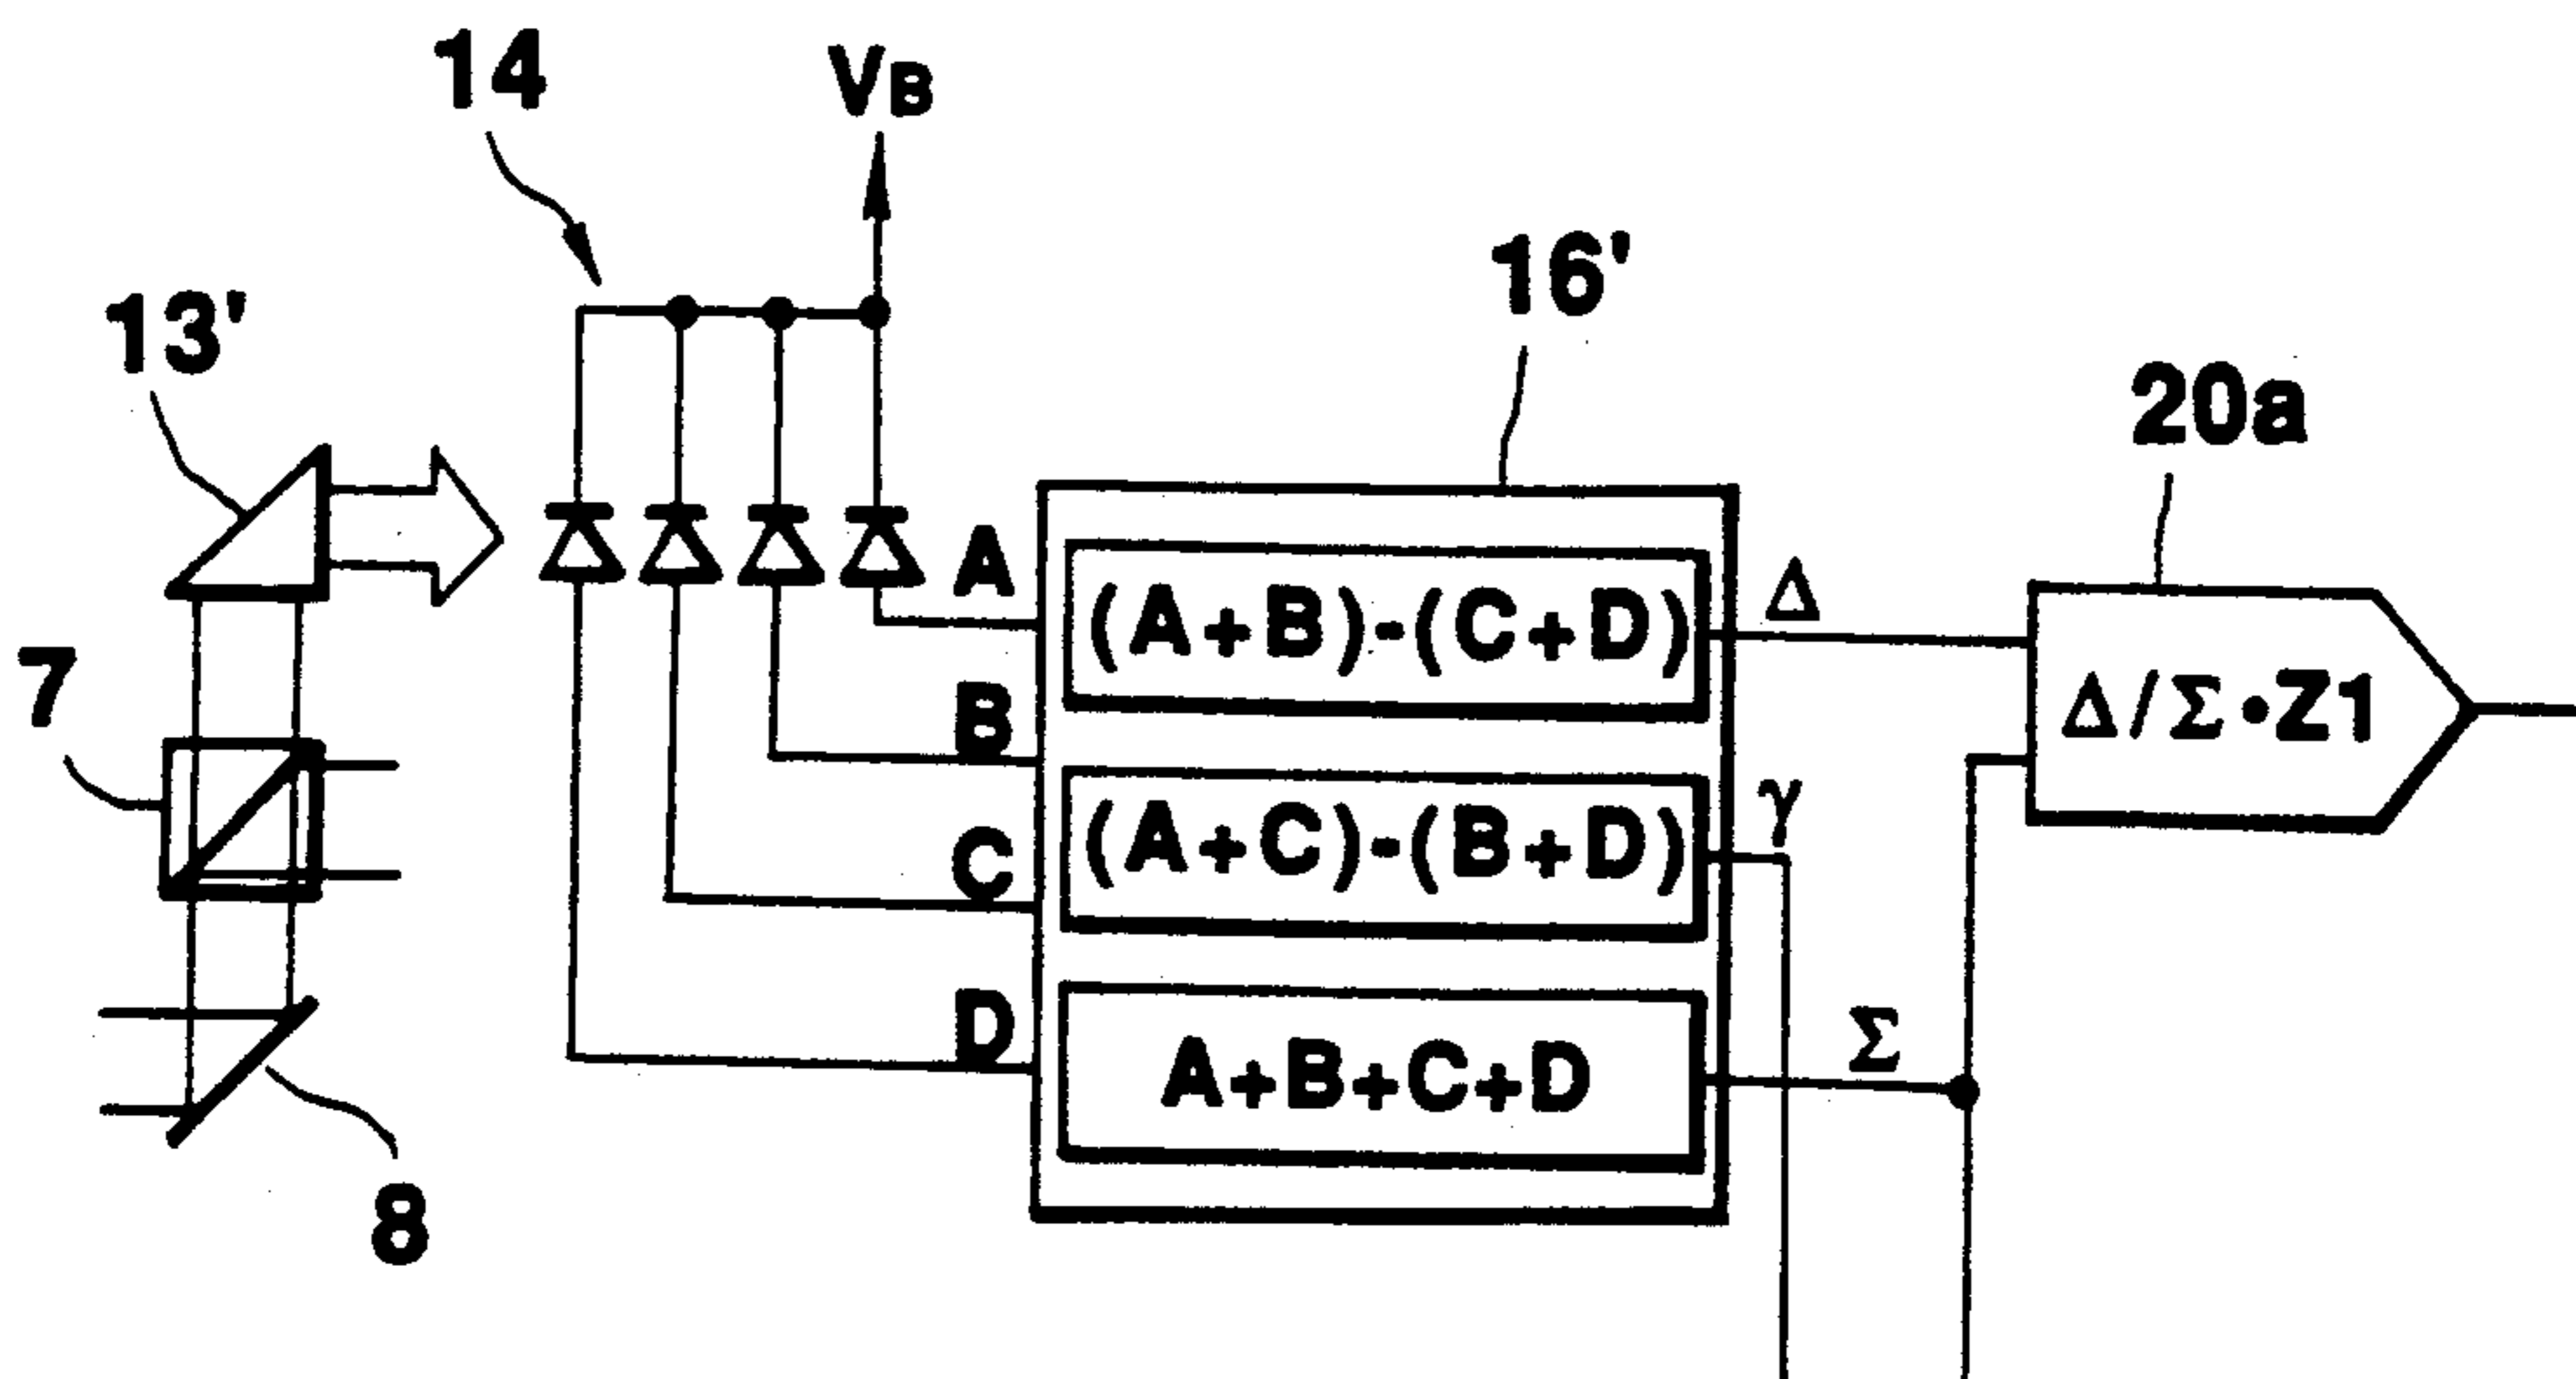 14
VB
16'
13'
20a
A
(A+B)-(C+D)
Δ
7
B
Δ/Σ•Z1
(A+C)-(B+D)
γ
C
D
A+B+C+D
Σ
8